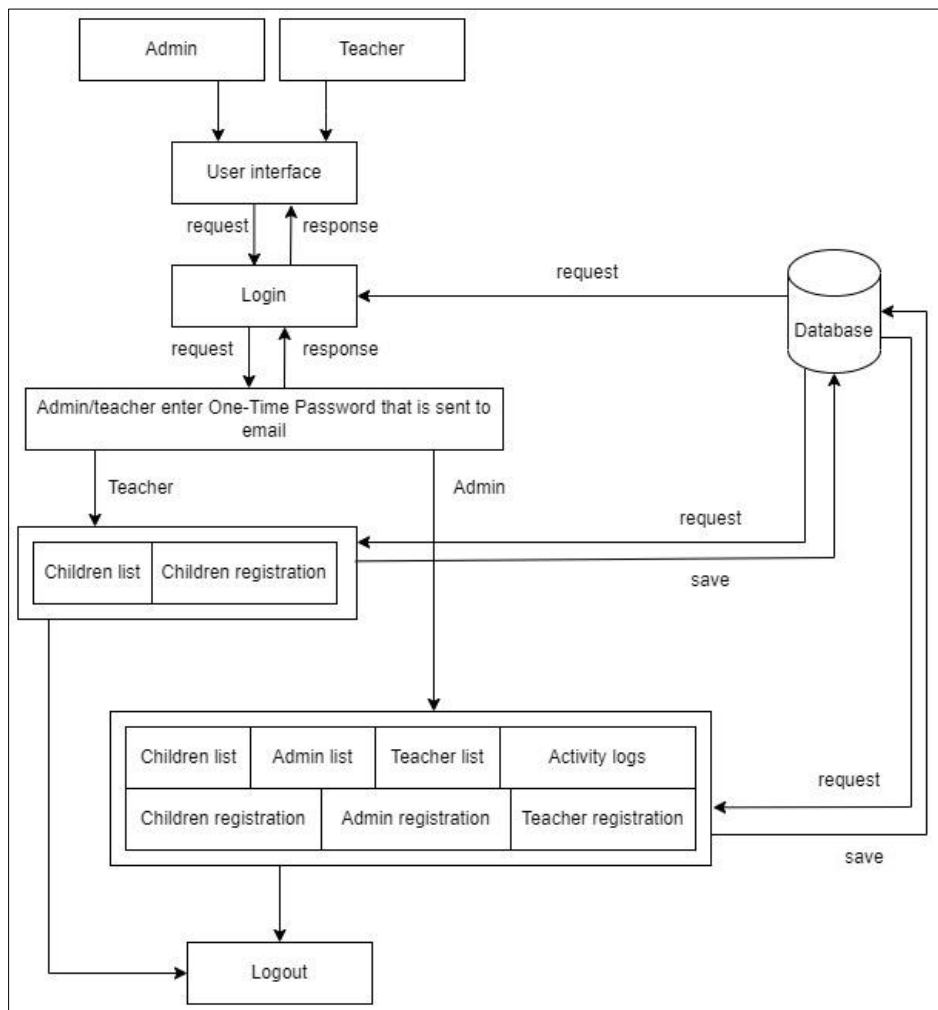 Admin
Teacher
User interface
request
response
request
Login
Database
request
response
Admin/teacher enter One-Time Password that is sent to
email
Teacher
Admin
request
Children list
Children registration
save
Children list
Admin list
Teacher list
Activity logs
request
Children registration
Admin registration
Teacher registration
save
Logout